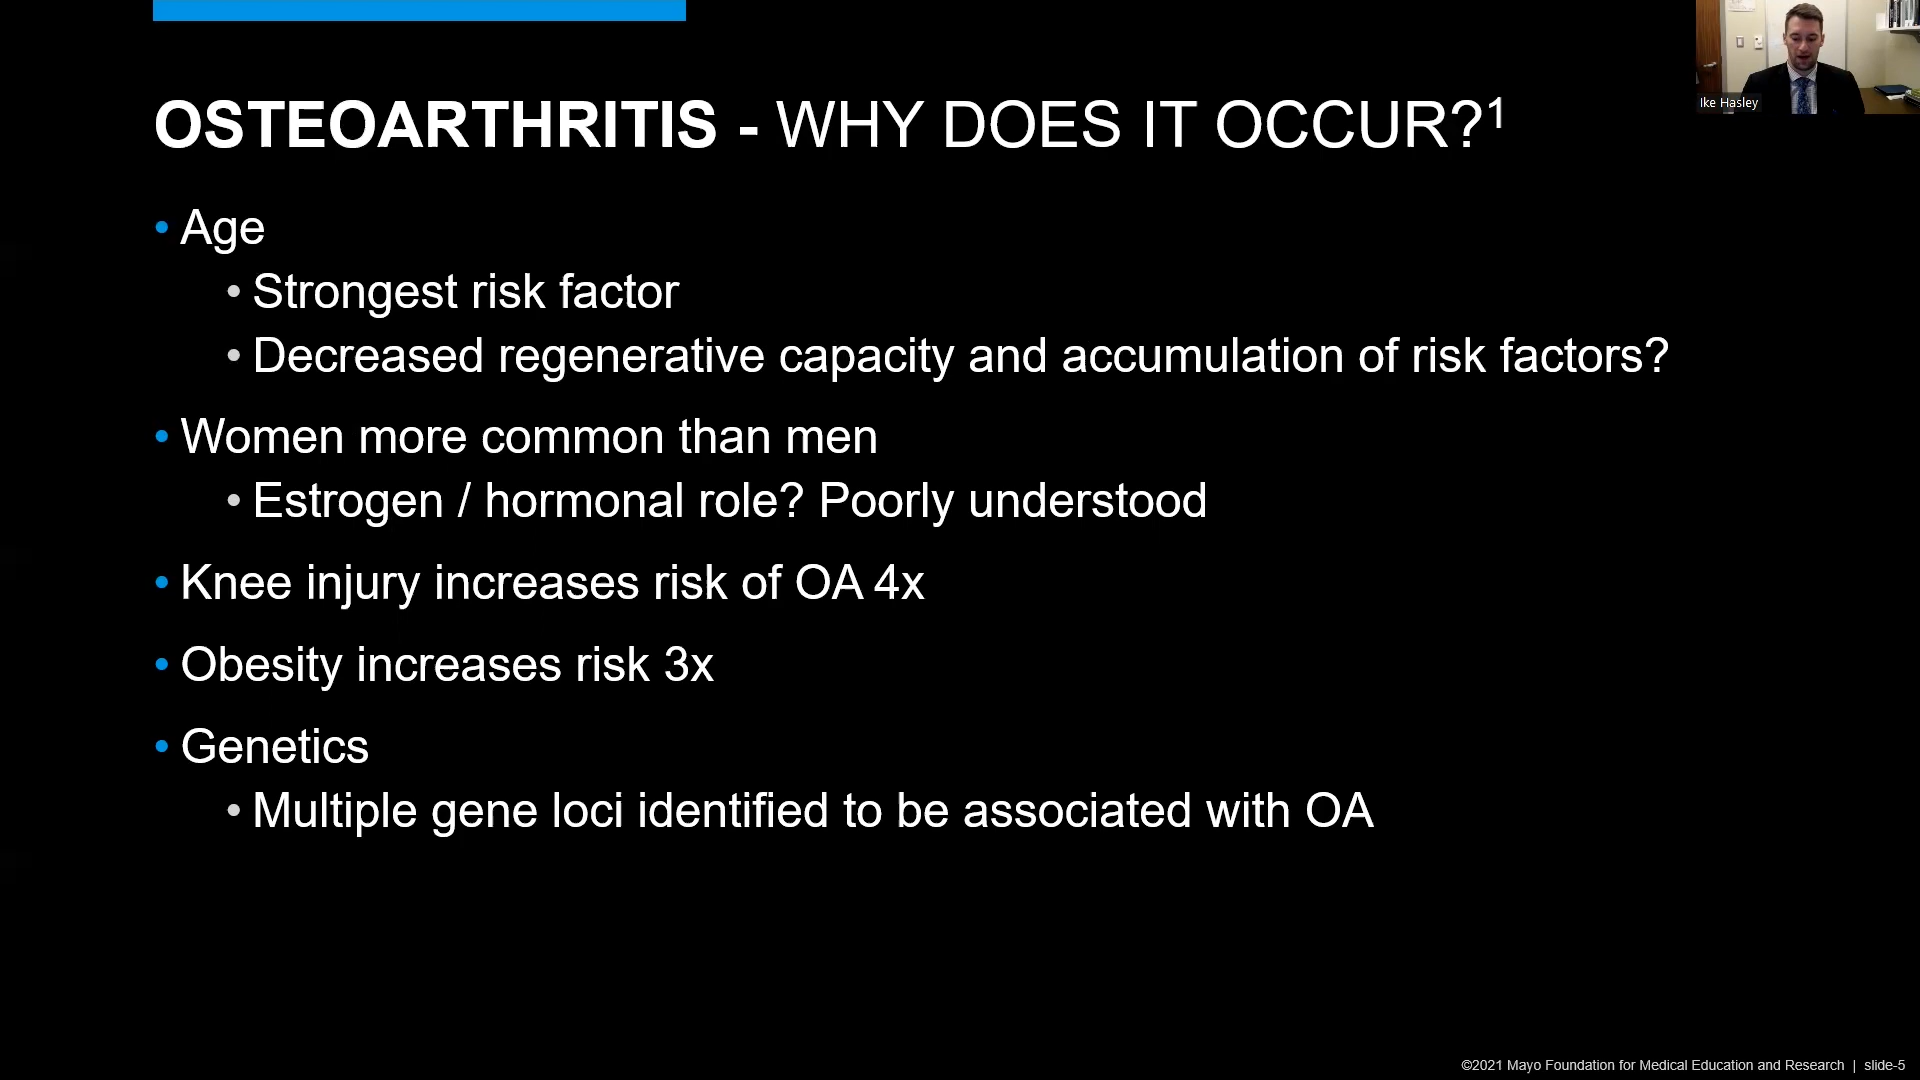 Ike Hasley
OSTEOARTHRITIS - WHY DOES IT OCCUR?¹
• Age
• Strongest risk factor
• Decreased regenerative capacity and accumulation of risk factors?
• Women more common than men
• Estrogen / hormonal role? Poorly understood
• Knee injury increases risk of OA 4x
• Obesity increases risk 3x
• Genetics
• Multiple gene loci identified to be associated with OA
©2021 Mayo Foundation for Medical Education and Research | slide-5